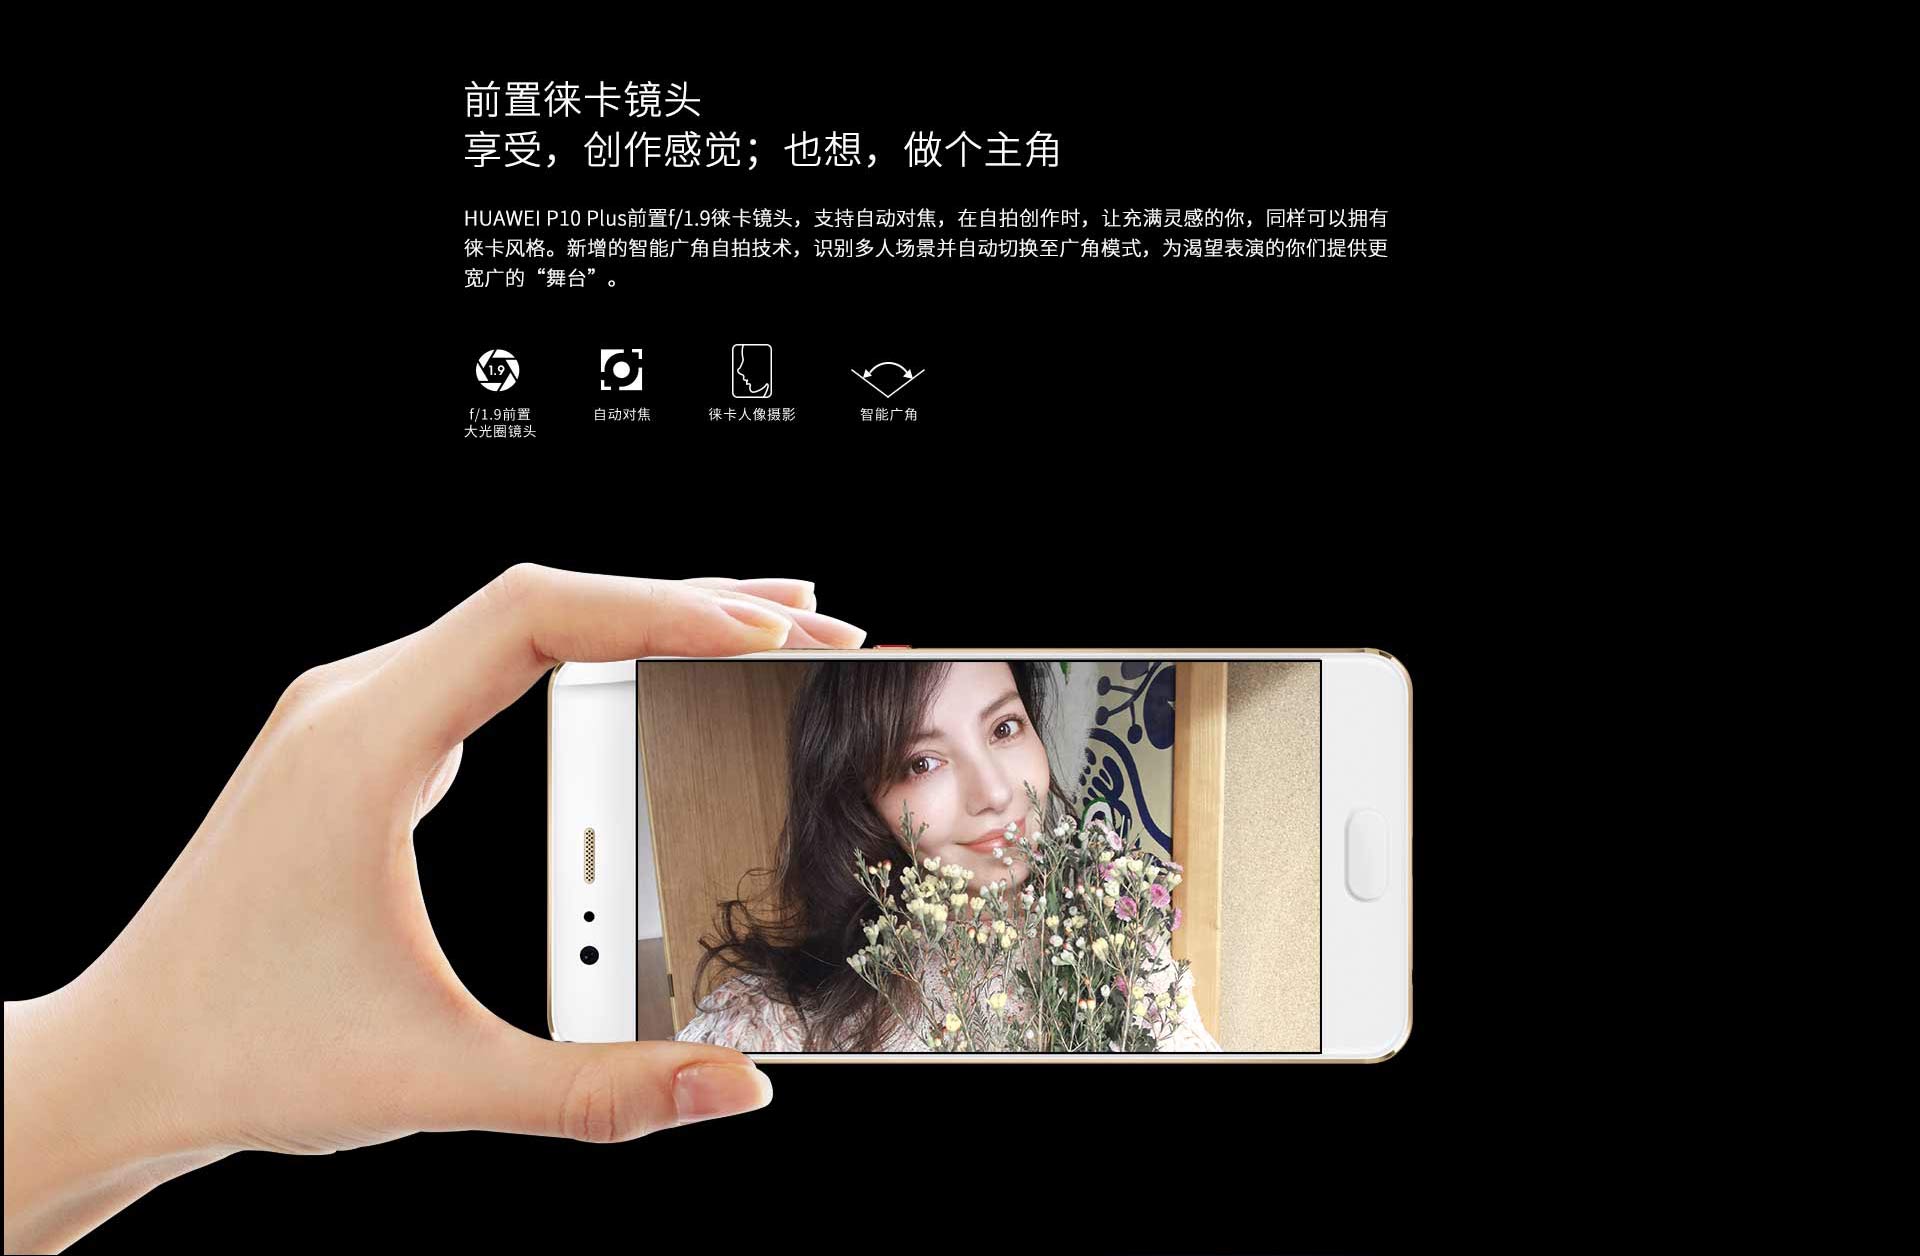 前置徕卡镜头
享受，创作感觉；也想，做个主角
HUAWEI P10 Plus前置f/1.9徕卡镜头，支持自动对焦，在自拍创作时，让充满灵感的你，同样可以拥有
徕卡风格。新增的智能广角自拍技术，识别多人场景并自动切换至广角模式，为渴望表演的你们提供更
宽广的“舞台”。
1.9
f/1.9前置
大光圈镜头
自动对焦
徕卡人像摄影
智能广角